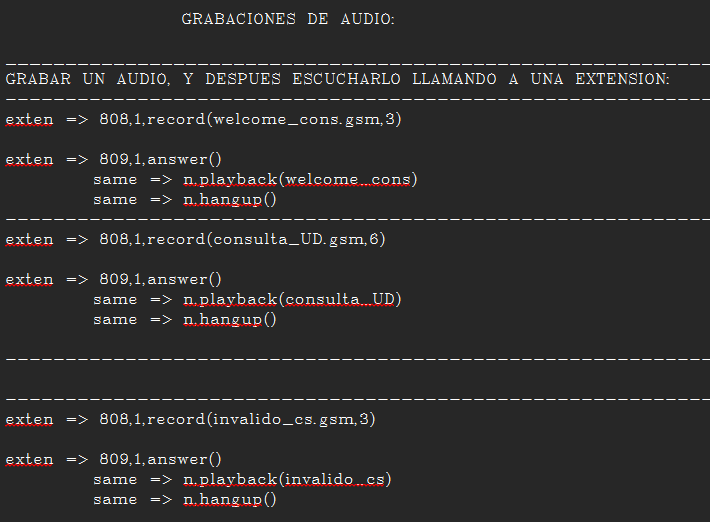 GRABACIONES DE AUDIO:
------------------------------------------------------------
GRABAR UN AUDIO, Y DESPUES ESCUCHARLO LLAMANDO A UNA EXTENSION:
------------------------------------------------------------
exten => 808,1,record(welcome_cons.gsm,3)
exten => 809,1,answer()
same => n,playback(welcome_cons)
same => n,hangup()
------------------------------------------------------------
exten => 808,1,record(consulta_UD.gsm,6)
exten => 809,1,answer()
same => n,playback(consulta_UD)
same => n,hangup()
------------------------------------------------------------
------------------------------------------------------------
exten => 808,1,record(invalido_cs.gsm,3)
exten => 809,1,answer()
same => n,playback(invalido_cs)
same => n,hangup()